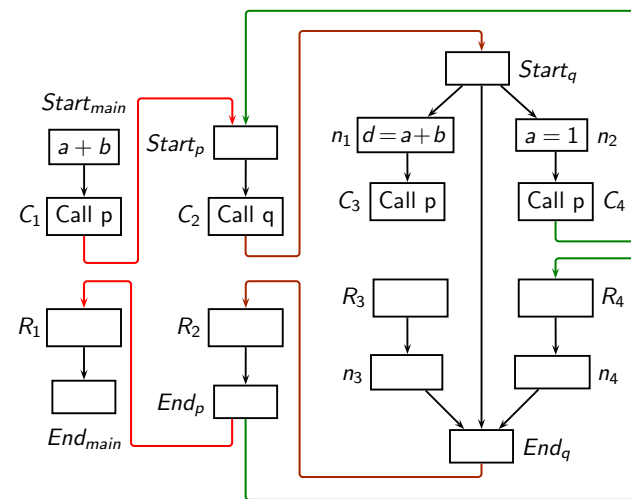 Start_q
Start_main
n_1 d = a+b
a = 1 n_2
a + b
Start_p
C_1 Call p
C_2 Call q
C_3 Call p
Call p C_4
R_1
R_2
R_3
R_4
n_3
n_4
End_p
End_main
End_q